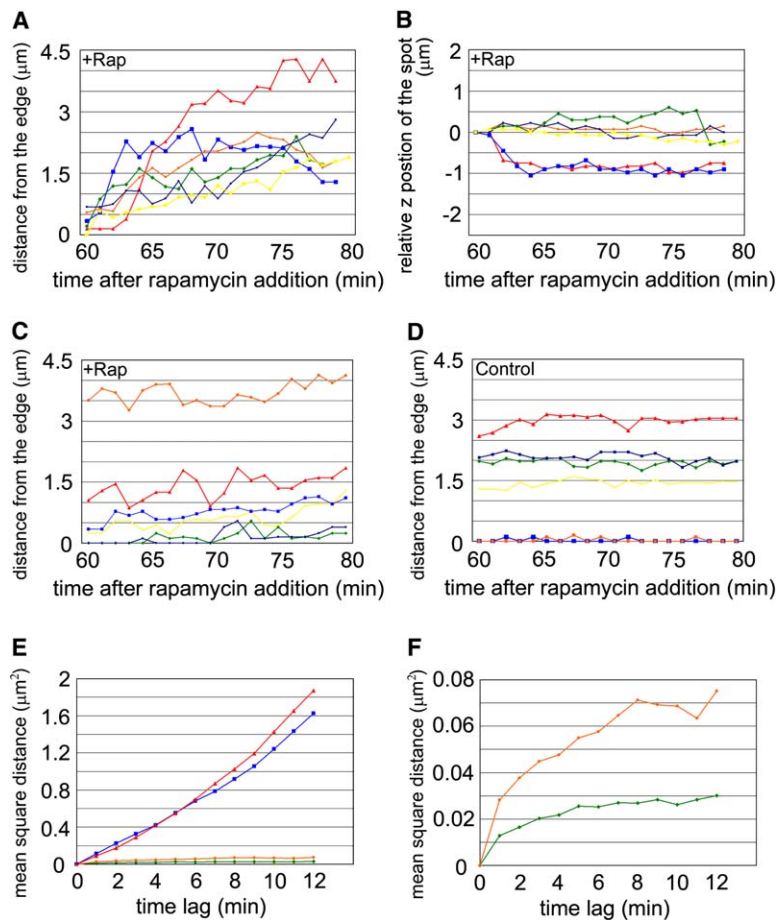 A
B
distance from the edge (μm)
4.5
3
1.5
0
+Rap
60 65 70 75 80
time after rapamycin addition (min)
relative z postion of the spot (μm)
2
1
0
-1
-2
+Rap
60 65 70 75 80
time after rapamycin addition (min)
C
D
distance from the edge (μm)
4.5
3
1.5
0
+Rap
60 65 70 75 80
time after rapamycin addition (min)
distance from the edge (μm)
4.5
3
1.5
0
Control
60 65 70 75 80
time after rapamycin addition (min)
E
F
mean square distance (μm²)
2
1.6
1.2
0.8
0.4
0
0 2 4 6 8 10 12
time lag (min)
mean square distance (μm²)
0.08
0.06
0.04
0.02
0
0 2 4 6 8 10 12
time lag (min)